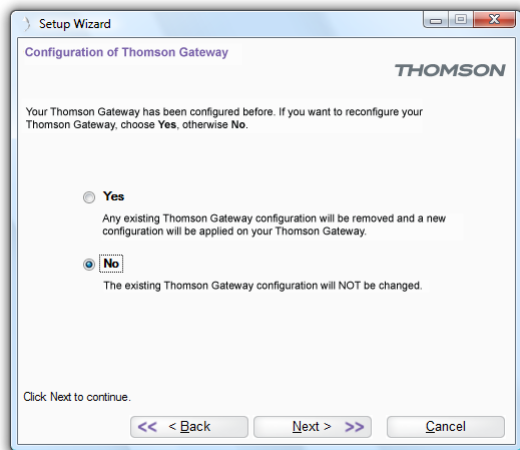 Setup Wizard
Configuration of Thomson Gateway
THOMSON
Your Thomson Gateway has been configured before. If you want to reconfigure your
Thomson Gateway, choose Yes, otherwise No.
Yes
Any existing Thomson Gateway configuration will be removed and a new
configuration will be applied on your Thomson Gateway.
No
The existing Thomson Gateway configuration will NOT be changed.
Click Next to continue.
<< < Back Next > >> Cancel